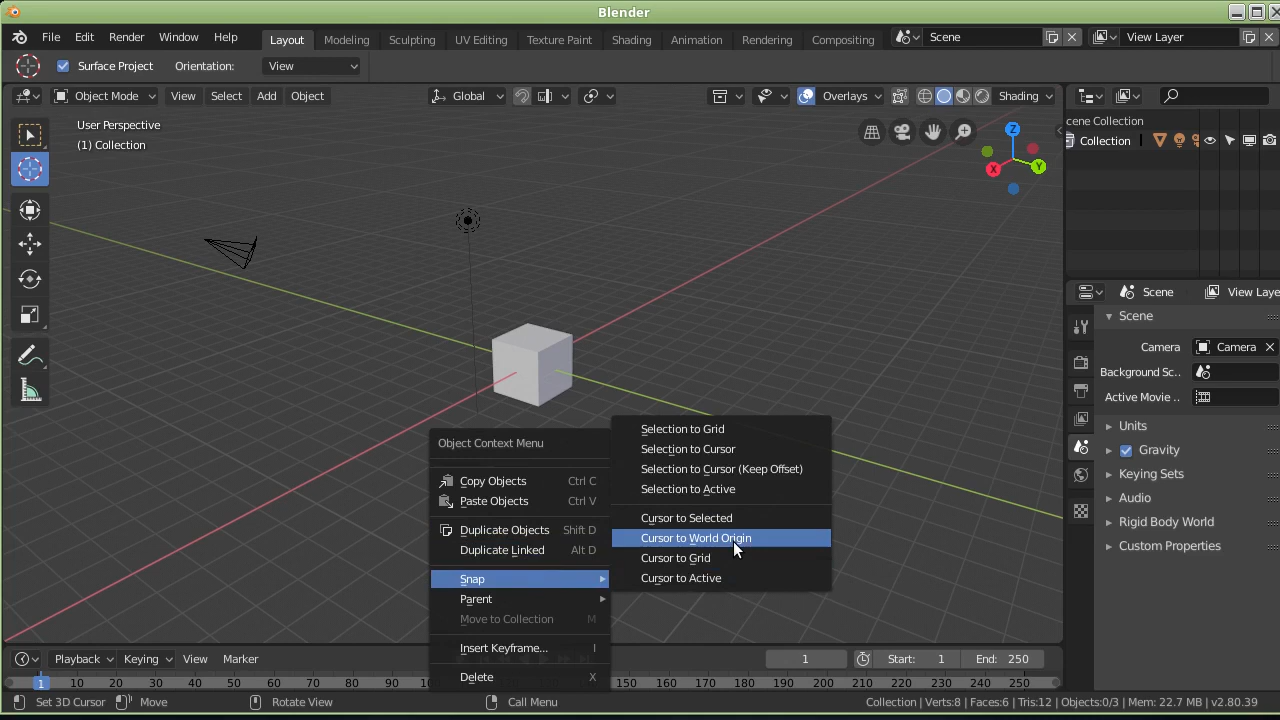 Blender
File Edit Render Window Help Layout Modeling Sculpting UV Editing Texture Paint Shading Animation Rendering Compositing Scene View Layer
Surface Project Orientation: View
Object Mode View Select Add Object Global Overlays Shading
User Perspective
(1) Collection
Z
X
Y
cene Collection
Collection
Scene View Laye
Scene
Camera Camera
Background Sc..
Active Movie ..
Units
Gravity
Keying Sets
Audio
Rigid Body World
Custom Properties
Object Context Menu
Copy Objects Ctrl C
Paste Objects Ctrl V
Duplicate Objects Shift D
Duplicate Linked Alt D
Snap
Parent
Move to Collection M
Insert Keyframe... I
Delete X
Selection to Grid
Selection to Cursor
Selection to Cursor (Keep Offset)
Selection to Active
Cursor to Selected
Cursor to World Origin
Cursor to Grid
Cursor to Active
Playback Keying View Marker 1 Start: 1 End: 250
1 10 20 30 40 50 60 70 80 90 10 150 160 170 180 190 200 210 220 230 240 250
Set 3D Cursor Move Rotate View Call Menu Collection | Verts:8 | Faces:6 | Tris:12 | Objects:0/3 | Mem: 22.7 MB | v2.80.39